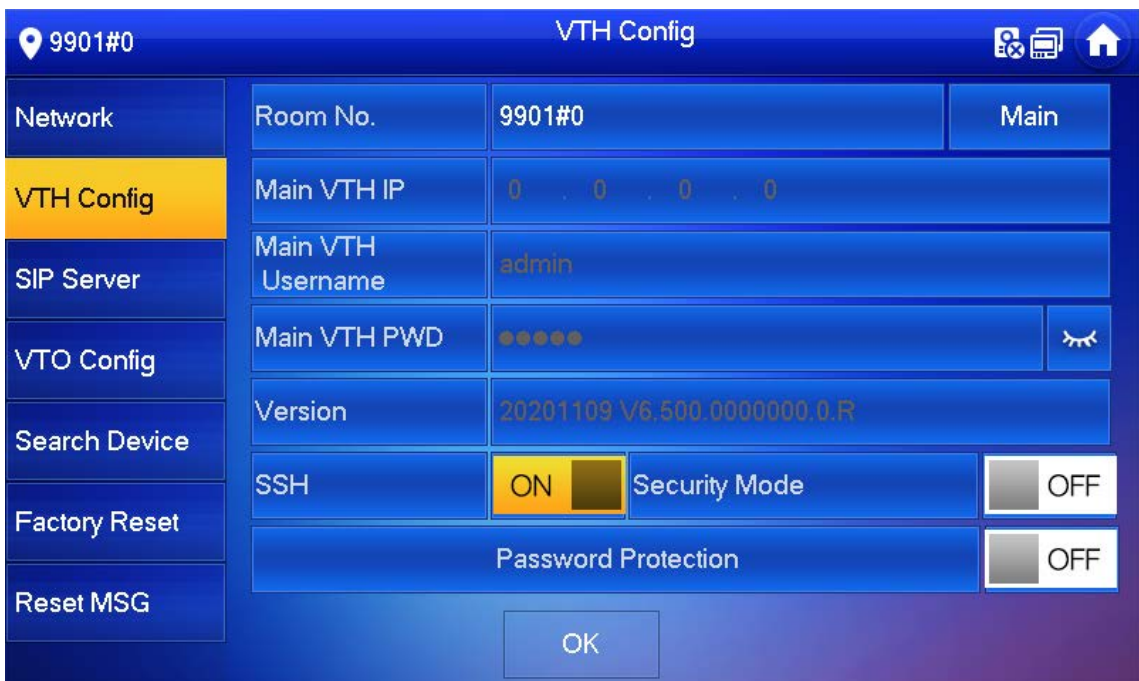 9901#0
VTH Config
Network
VTH Config
SIP Server
VTO Config
Search Device
Factory Reset
Reset MSG
Room No.
9901#0
Main
Main VTH IP
0 . 0 . 0 . 0
Main VTH
Username
admin
Main VTH PWD
●●●●●
Version
20201109 V6.500.0000000.0.R
SSH
ON
Security Mode
OFF
Password Protection
OFF
OK